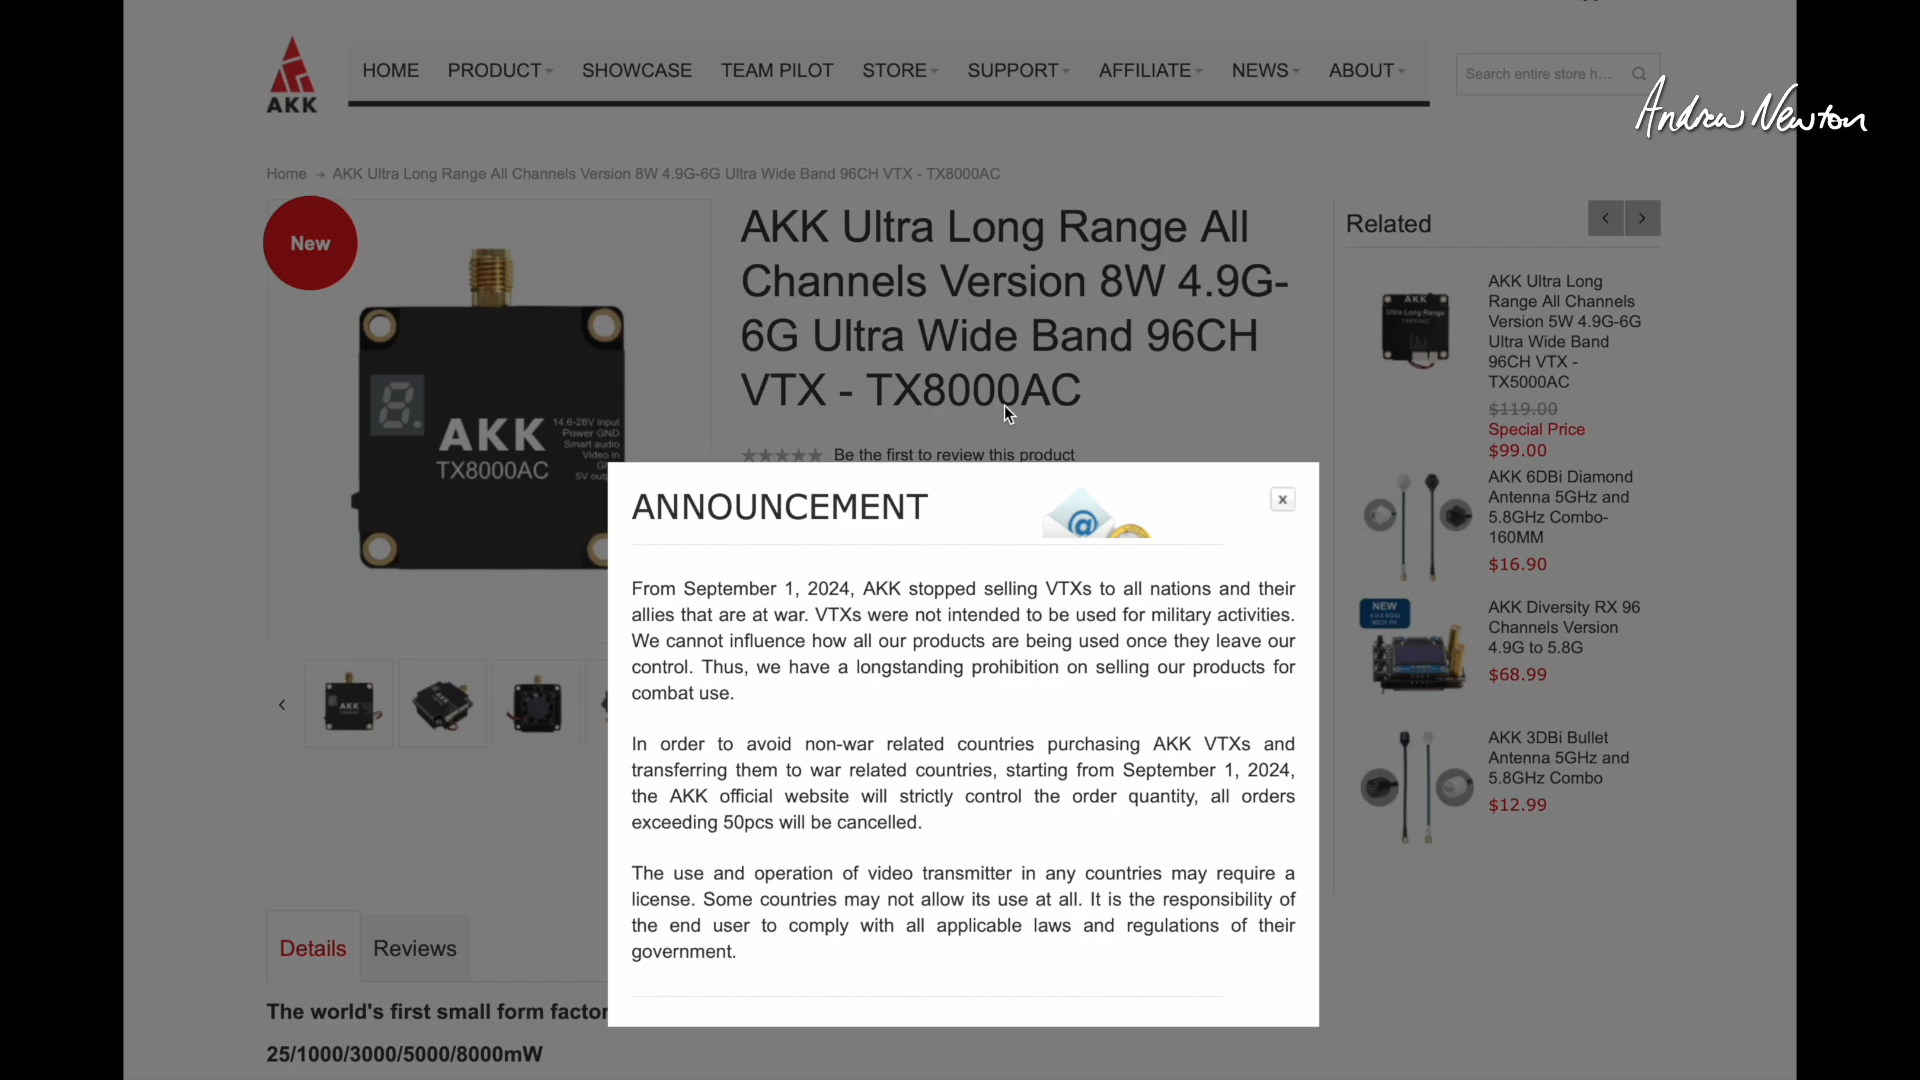 HOME PRODUCT SHOWCASE TEAM PILOT STORE SUPPORT AFFILIATE NEWS ABOUT
Search entire store h...
AKK
Andrew Newton
Home → AKK Ultra Long Range All Channels Version 8W 4.9G-6G Ultra Wide Band 96CH VTX - TX8000AC
New
AKK
TX8000AC
14.6-28V input
Power GND
Smart audio
Video in
AKK Ultra Long Range All
Channels Version 8W 4.9G-
6G Ultra Wide Band 96CH
VTX - TX8000AC
Be the first to review this product
Related
AKK Ultra Long
Range All Channels
Version 5W 4.9G-6G
Ultra Wide Band
96CH VTX -
TX5000AC
$119.00
Special Price
$99.00
AKK
Ultra Long Range
AKK 6DBi Diamond
Antenna 5GHz and
5.8GHz Combo-
160MM
$16.90
NEW
AKK Diversity RX 96
Channels Version
4.9G to 5.8G
$68.99
AKK 3DBi Bullet
Antenna 5GHz and
5.8GHz Combo
$12.99
ANNOUNCEMENT
x
From September 1, 2024, AKK stopped selling VTXs to all nations and their
allies that are at war. VTXs were not intended to be used for military activities.
We cannot influence how all our products are being used once they leave our
control. Thus, we have a longstanding prohibition on selling our products for
combat use.
In order to avoid non-war related countries purchasing AKK VTXs and
transferring them to war related countries, starting from September 1, 2024,
the AKK official website will strictly control the order quantity, all orders
exceeding 50pcs will be cancelled.
The use and operation of video transmitter in any countries may require a
license. Some countries may not allow its use at all. It is the responsibility of
the end user to comply with all applicable laws and regulations of their
government.
AKK
AKK
Details Reviews
The world's first small form factor
25/1000/3000/5000/8000mW